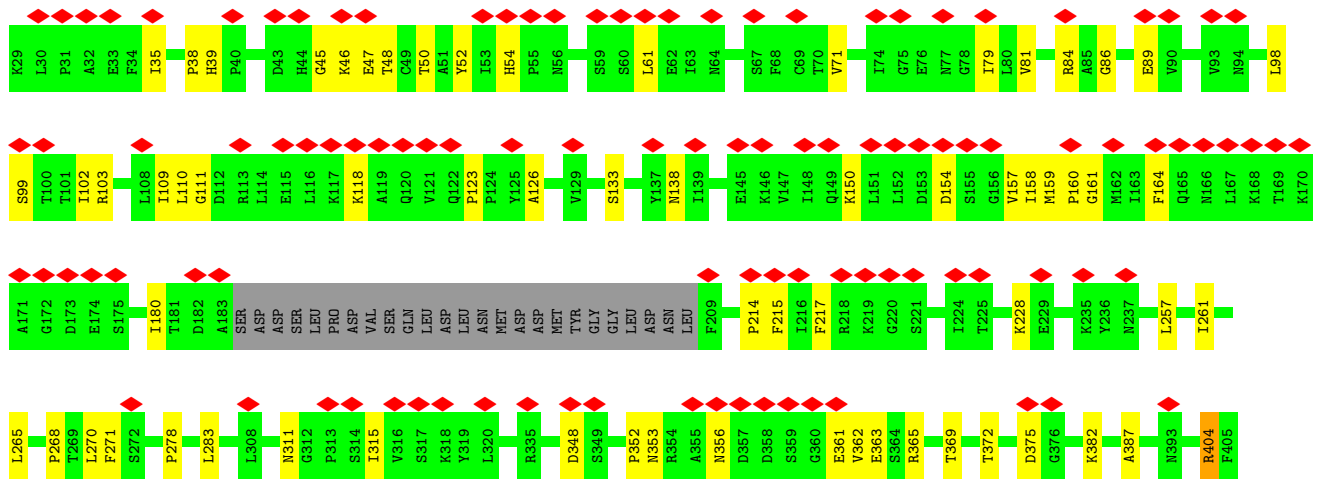 K29 L30 P31 A32 E33 F34 I35 P38 H39 P40 D43 H44 G45 K46 E47 T48 C49 T50 A51 Y52 I53 H54 P55 N56 S59 S60 L61 E62 I63 N64 S67 F68 C69 T70 V71 I74 G75 E76 N77 G78 I79 L80 V81 R84 A85 G86 E89 V90 V93 N94 L98
S99 T100 T101 I102 R103 L108 I109 L110 G111 D112 R113 L114 E115 L116 K117 K118 A119 Q120 V121 Q122 P123 P124 Y125 A126 V129 S133 Y137 N138 I139 E145 K146 V147 I148 Q149 K150 L151 L152 D153 D154 S155 G156 V157 I158 M159 P160 G161 M162 I163 F164 Q165 N166 L167 K168 T169 K170
A171 G172 D173 E174 S175 I180 T181 D182 A183 SER ASP ASP SER LEU PRO ASP VAL SER GLN LEU ASP LEU ASN MET ASP ASP MET TYR GLY GLY LEU ASP ASN LEU F209 P214 F215 I216 F217 R218 K219 G220 S221 I224 T225 K228 E229 K235 Y236 N237 L257 I261
L265 P268 T269 L270 F271 S272 P278 L283 L308 N311 G312 P313 S314 I315 V316 S317 K318 Y319 L320 R335 D348 S349 P352 N353 R354 A355 N356 D357 D358 S359 G360 E361 V362 E363 S364 R365 T369 T372 D375 G376 K382 A387 N393 R404 F405